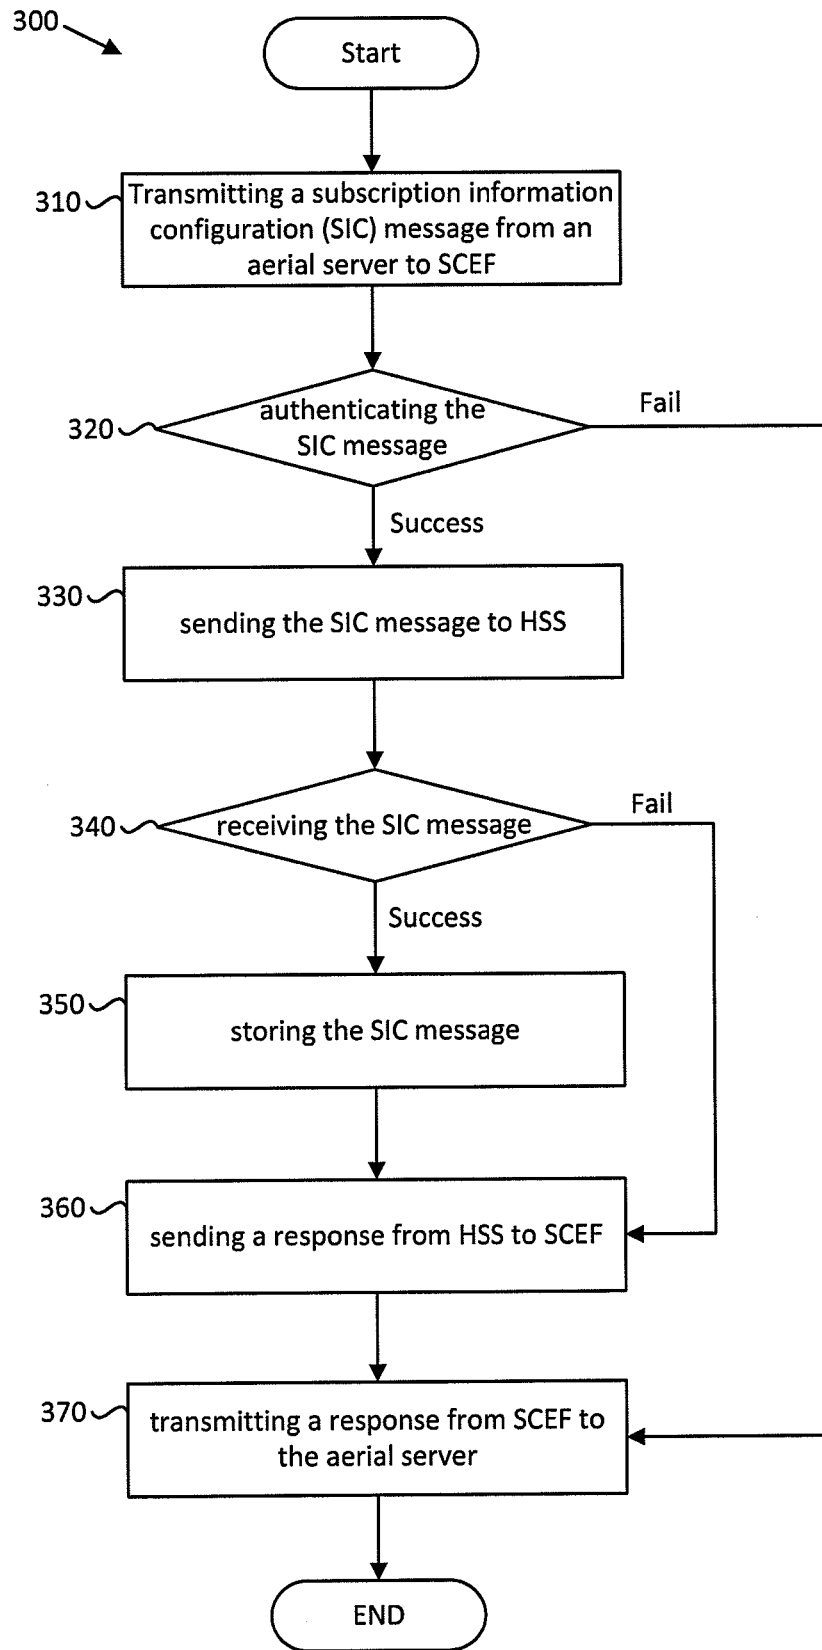 300
Start
310
Transmitting a subscription information
configuration (SIC) message from an
aerial server to SCEF
320
authenticating the
SIC message
Fail
Success
330
sending the SIC message to HSS
340
receiving the SIC message
Fail
Success
350
storing the SIC message
360
sending a response from HSS to SCEF
370
transmitting a response from SCEF to
the aerial server
END